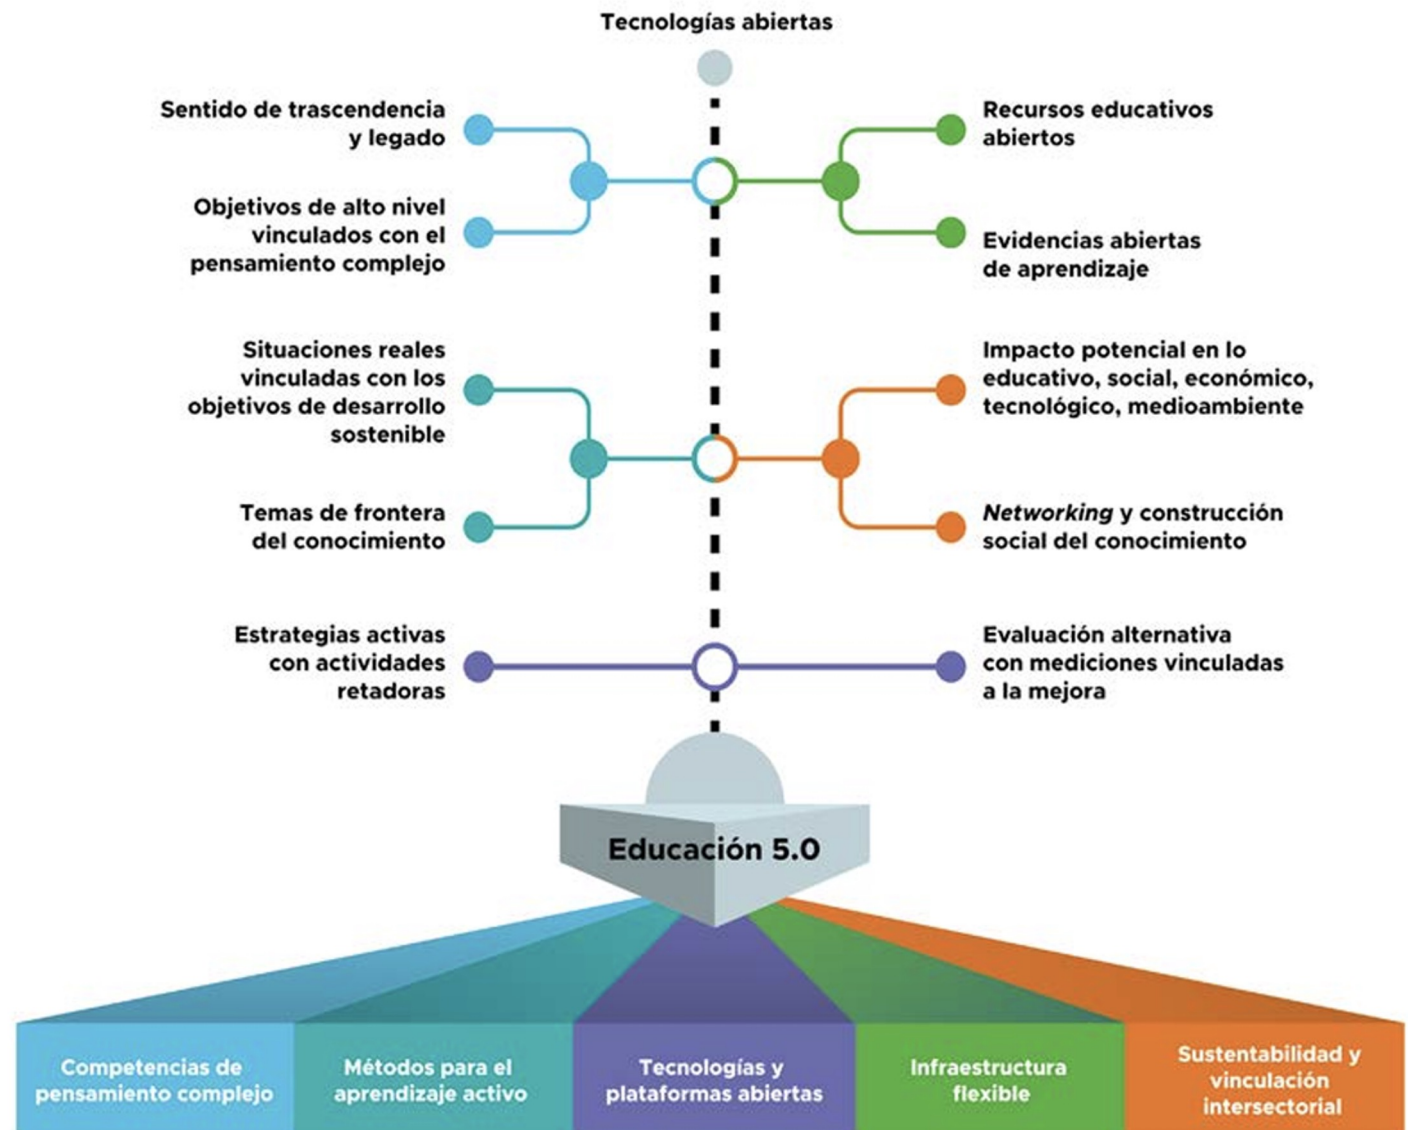 Tecnologías abiertas
Sentido de trascendencia
y legado
Recursos educativos
abiertos
Objetivos de alto nivel
vinculados con el
pensamiento complejo
Evidencias abiertas
de aprendizaje
Situaciones reales
vinculadas con los
objetivos de desarrollo
sostenible
Impacto potencial en lo
educativo, social, económico,
tecnológico, medioambiente
Temas de frontera
del conocimiento
Networking y construcción
social del conocimiento
Estrategias activas
con actividades
retadoras
Evaluación alternativa
con mediciones vinculadas
a la mejora
Educación 5.0
Competencias de
pensamiento complejo
Métodos para el
aprendizaje activo
Tecnologías y
plataformas abiertas
Infraestructura
flexible
Sustentabilidad y
vinculación
intersectorial